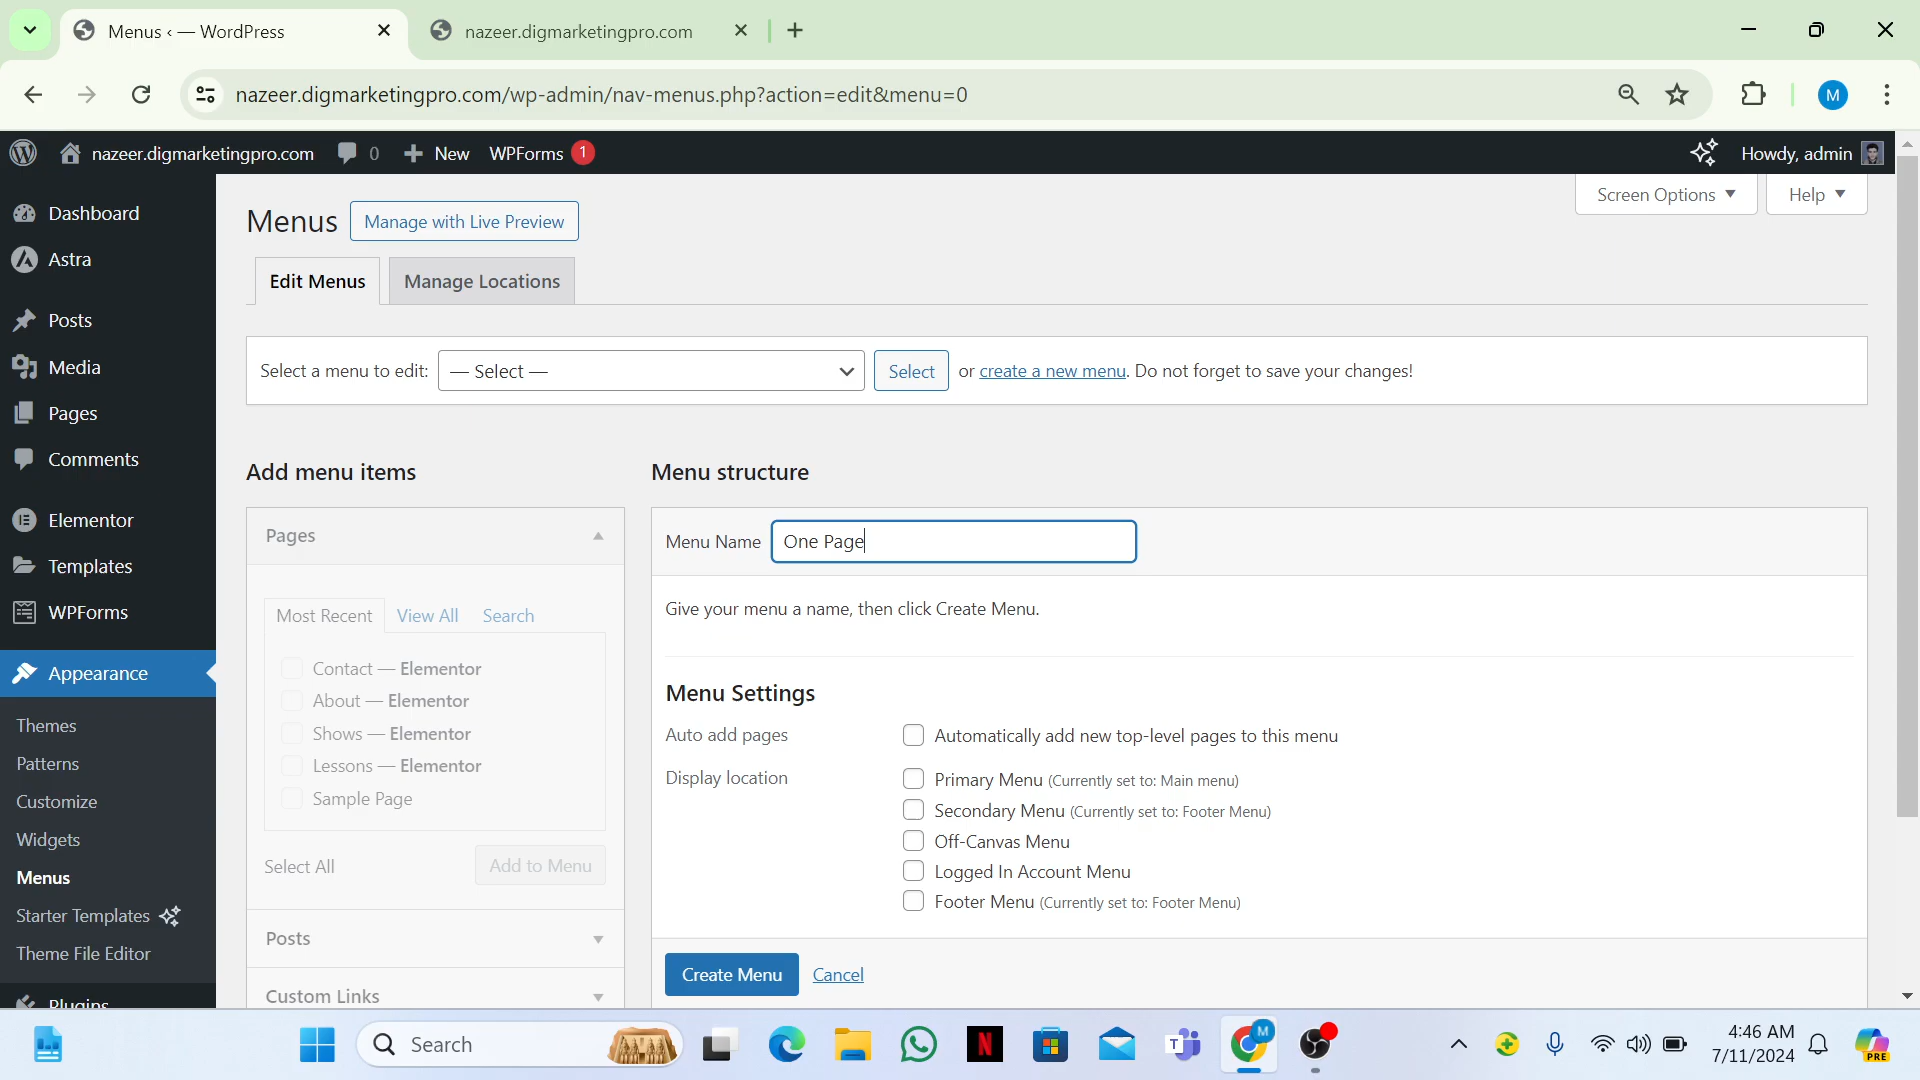 Menus ‹ — WordPress
nazeer.digmarketingpro.com
nazeer.digmarketingpro.com/wp-admin/nav-menus.php?action=edit&menu=0
M
nazeer.digmarketingpro.com 0 New WPForms 1
Howdy, admin
Dashboard
Astra
Posts
Media
Pages
Comments
Elementor
Templates
WPForms
Appearance
Themes
Patterns
Customize
Widgets
Menus
Starter Templates
Theme File Editor
Plugins
Screen Options
Help
Menus Manage with Live Preview
Edit Menus Manage Locations
Select a menu to edit: — Select — Select or create a new menu. Do not forget to save your changes!
Add menu items
Pages
Most Recent View All Search
Contact — Elementor
About — Elementor
Shows — Elementor
Lessons — Elementor
Sample Page
Select All Add to Menu
Posts
Custom Links
Menu structure
Menu Name One Page
Give your menu a name, then click Create Menu.
Menu Settings
Auto add pages Automatically add new top-level pages to this menu
Display location Primary Menu (Currently set to: Main menu)
Secondary Menu (Currently set to: Footer Menu)
Off-Canvas Menu
Logged In Account Menu
Footer Menu (Currently set to: Footer Menu)
Create Menu Cancel
Search
N
T
M
4:46 AM
7/11/2024
PRE